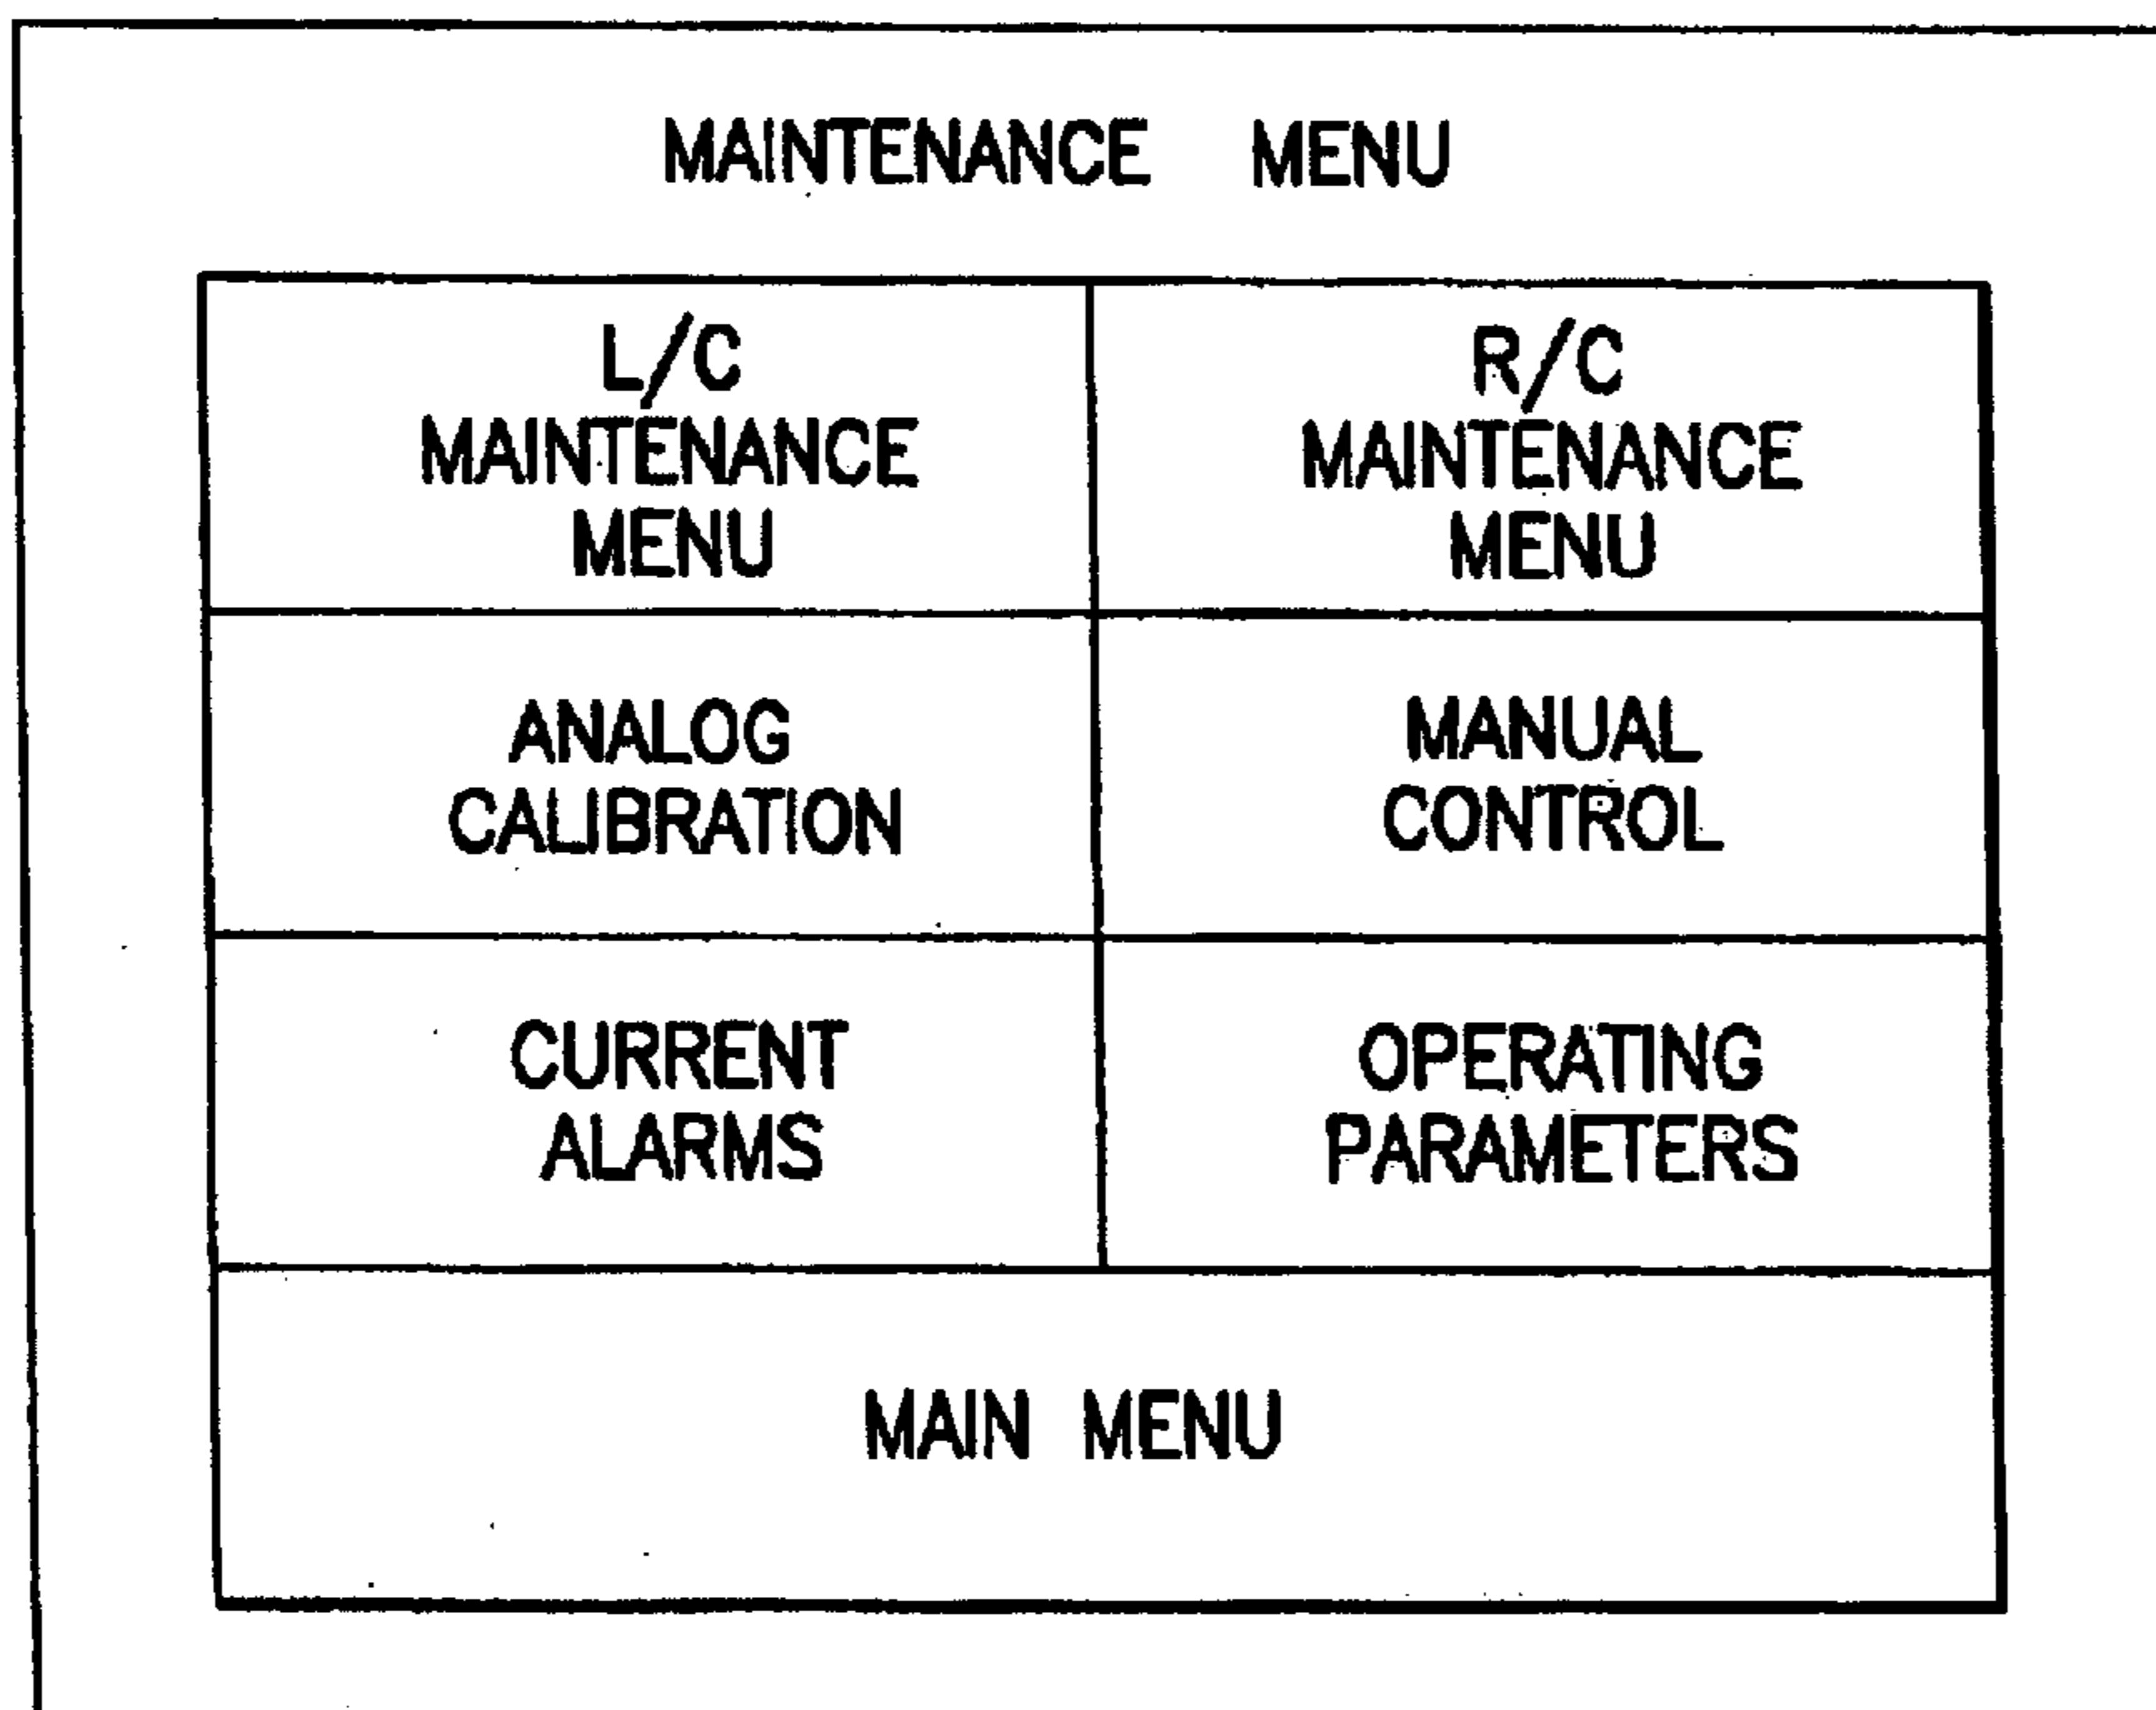 MAINTENANCE MENU
L/C
MAINTENANCE
MENU
R/C
MAINTENANCE
MENU
ANALOG
CALIBRATION
MANUAL
CONTROL
CURRENT
ALARMS
OPERATING
PARAMETERS
MAIN MENU